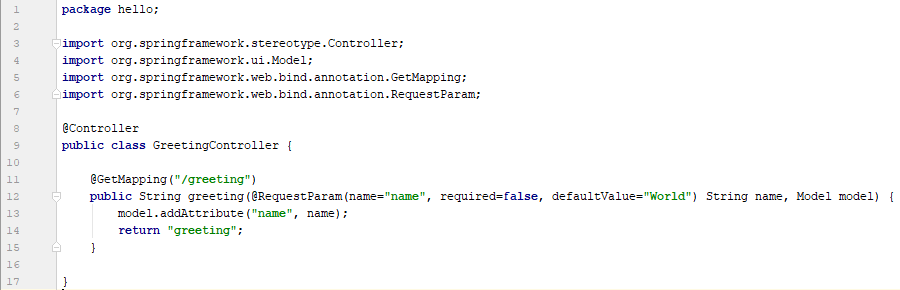 1 package hello;
2
3 import org.springframework.stereotype.Controller;
4 import org.springframework.ui.Model;
5 import org.springframework.web.bind.annotation.GetMapping;
6 import org.springframework.web.bind.annotation.RequestParam;
7
8 @Controller
9 public class GreetingController {
10
11     @GetMapping("/greeting")
12     public String greeting(@RequestParam(name="name", required=false, defaultValue="World") String name, Model model) {
13         model.addAttribute("name", name);
14         return "greeting";
15     }
16
17 }